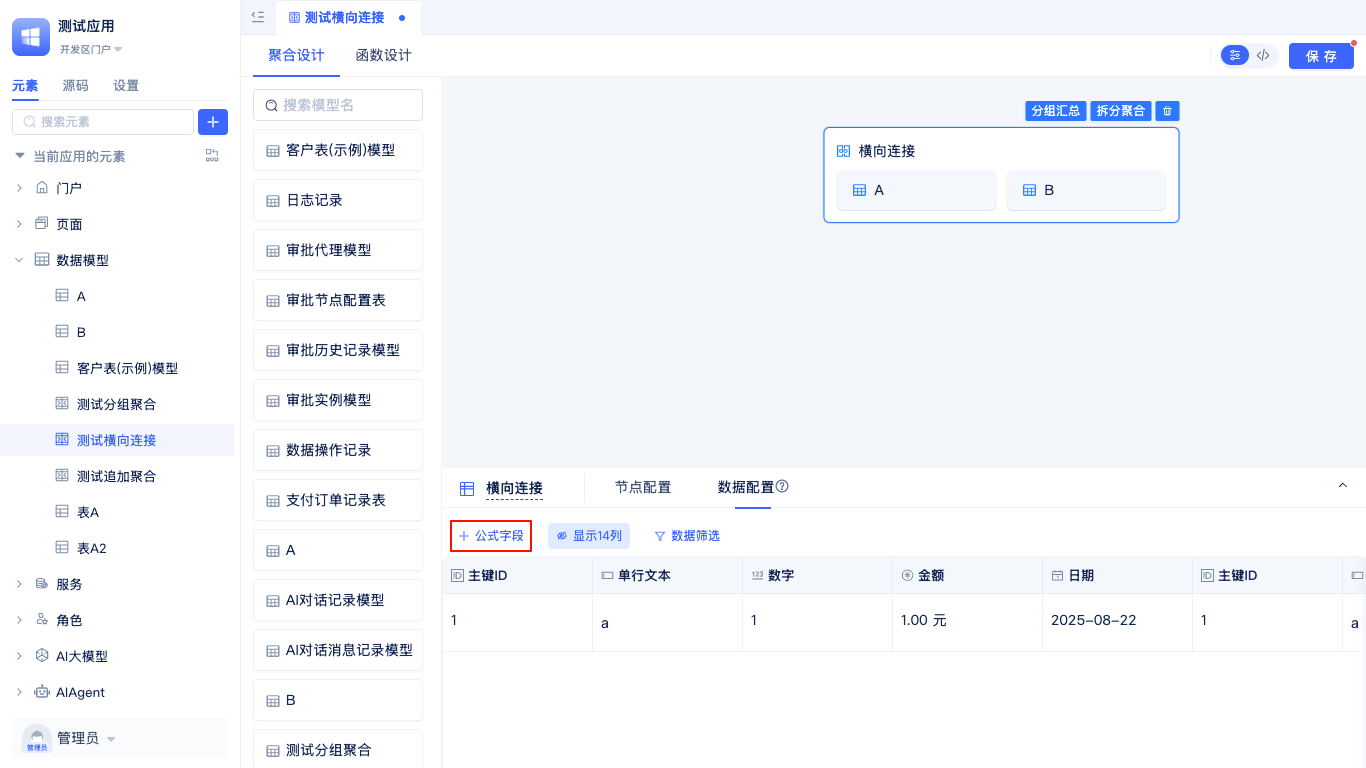 测试应用
开发区门户
元素 源码 设置
搜索元素
当前应用的元素
门户
页面
数据模型
A
B
客户表(示例)模型
测试分组聚合
测试横向连接
测试追加聚合
表A
表A2
服务
角色
AI大模型
AIAgent
管理员
管理员
测试横向连接
聚合设计 函数设计
保 存
搜索模型名
客户表(示例)模型
日志记录
审批代理模型
审批节点配置表
审批历史记录模型
审批实例模型
数据操作记录
支付订单记录表
A
AI对话记录模型
AI对话消息记录模型
B
测试分组聚合
分组汇总 拆分聚合
横向连接
A B
横向连接 节点配置 数据配置
公式字段 显示14列 数据筛选
主键ID 单行文本 123 数字 金额 日期 主键ID
1 a 1 1.00 元 2025-08-22 1 a